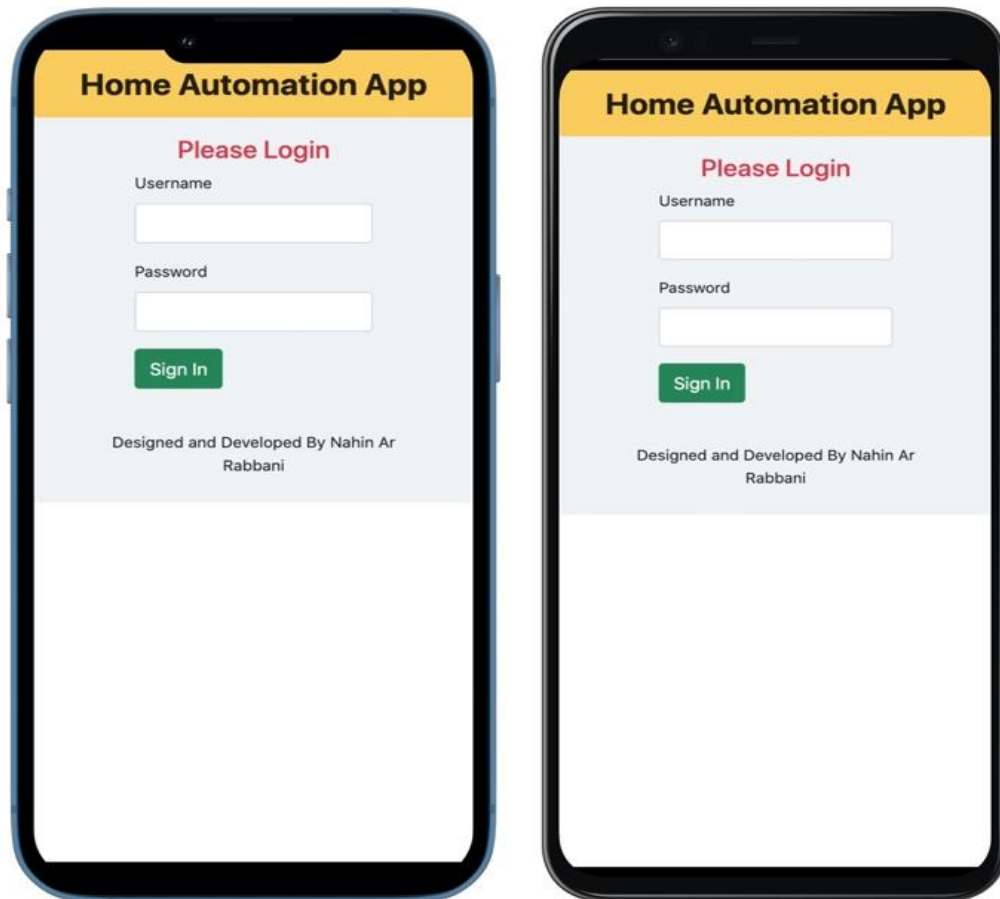 Home Automation App
Please Login
Username
Password
Sign In
Designed and Developed By Nahin Ar
Rabbani
Home Automation App
Please Login
Username
Password
Sign In
Designed and Developed By Nahin Ar
Rabbani